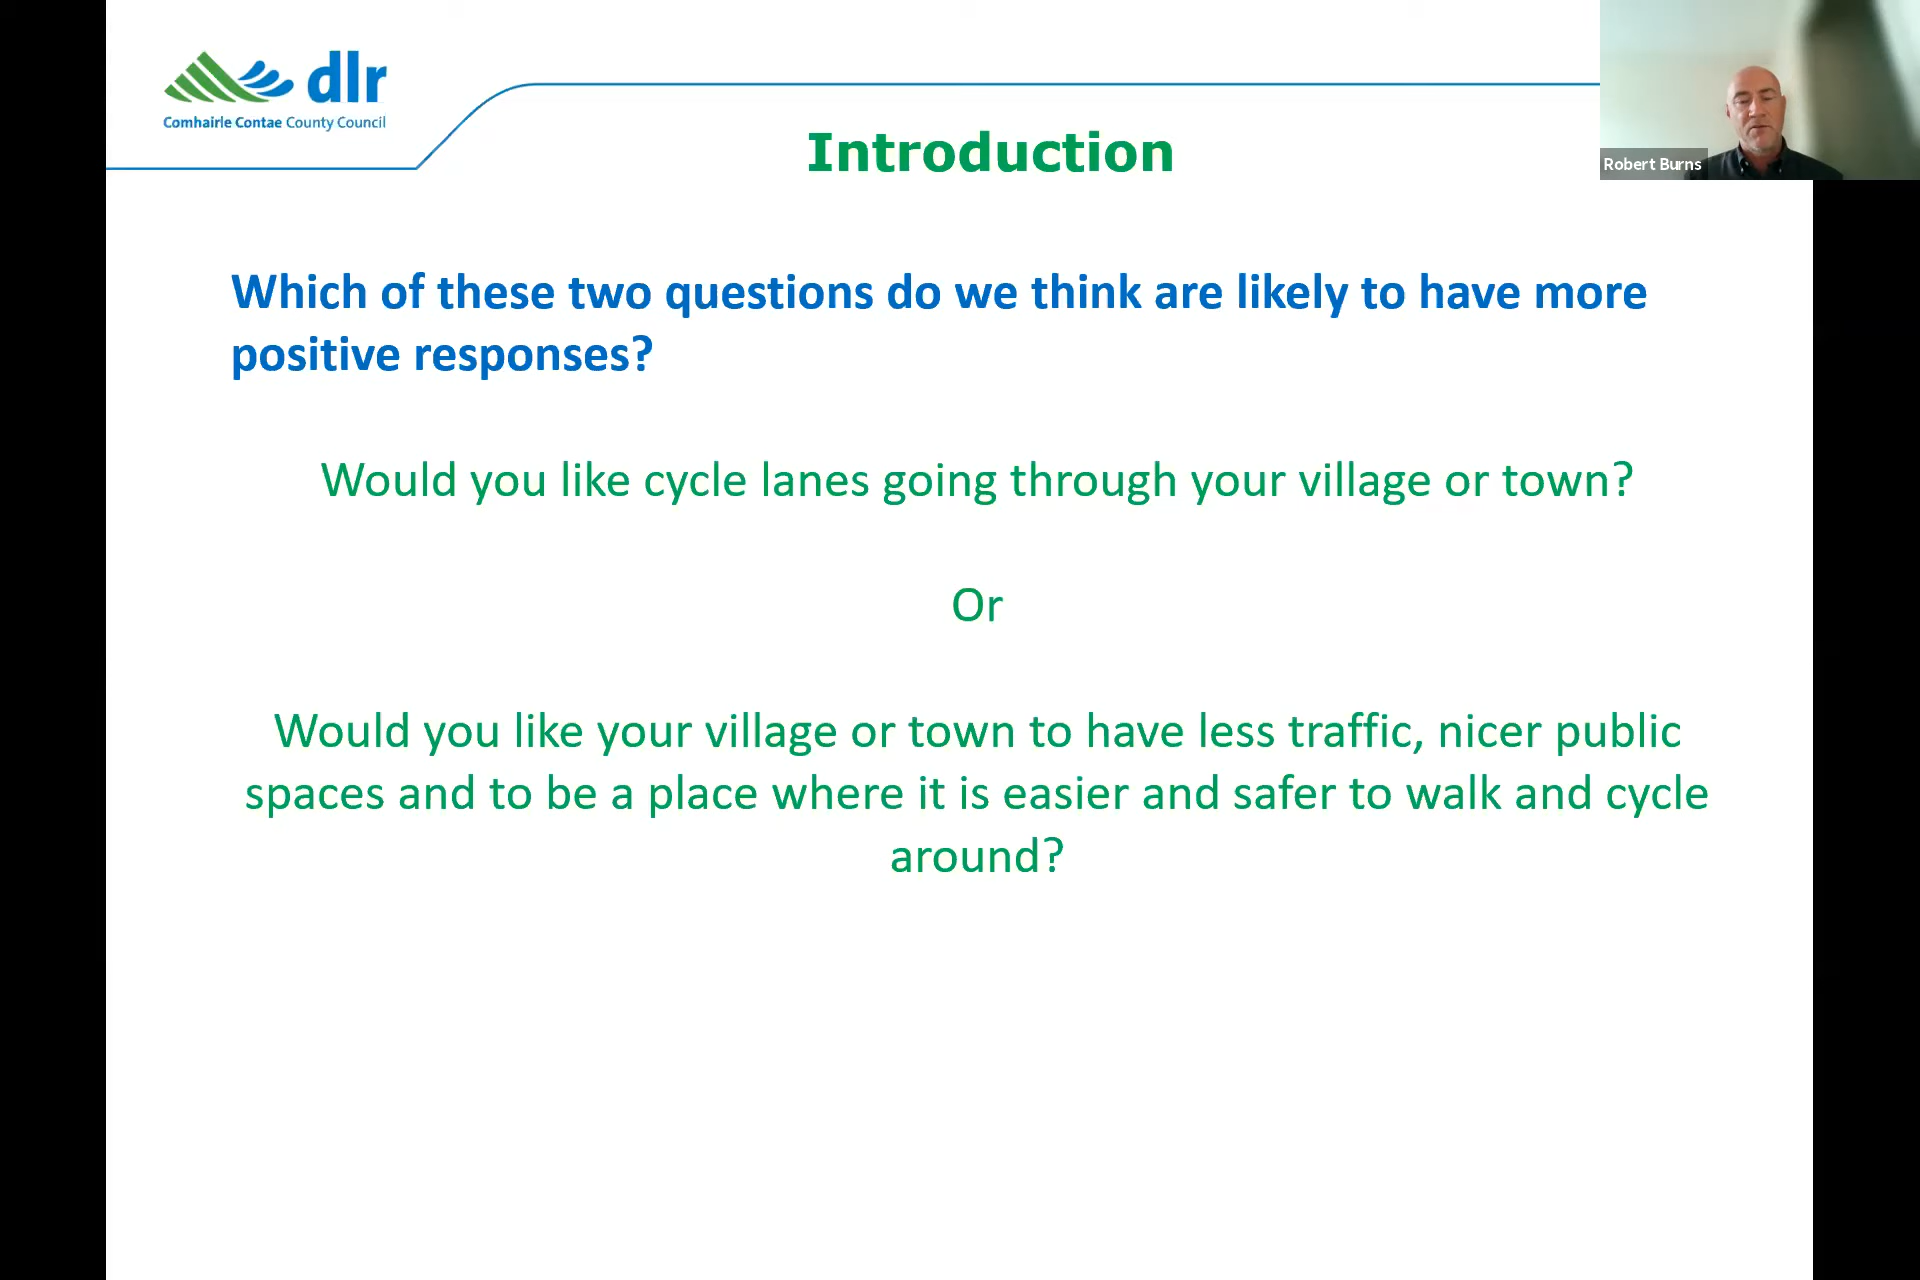 dlr
Comhairle Contae County Council
Introduction
Robert Burns
Which of these two questions do we think are likely to have more
positive responses?
Would you like cycle lanes going through your village or town?
Or
Would you like your village or town to have less traffic, nicer public
spaces and to be a place where it is easier and safer to walk and cycle
around?